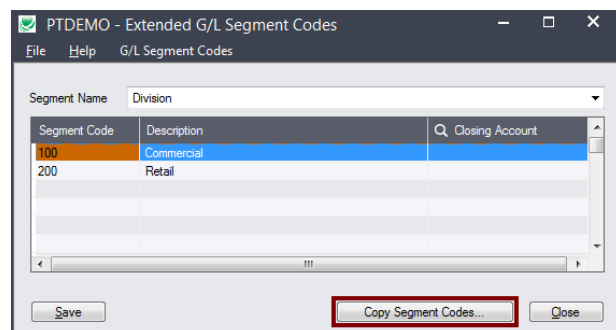 PTDEMO - Extended G/L Segment Codes
File Help G/L Segment Codes
Segment Name Division
Segment Code Description Closing Account
100 Commercial
200 Retail
Save Copy Segment Codes... Close